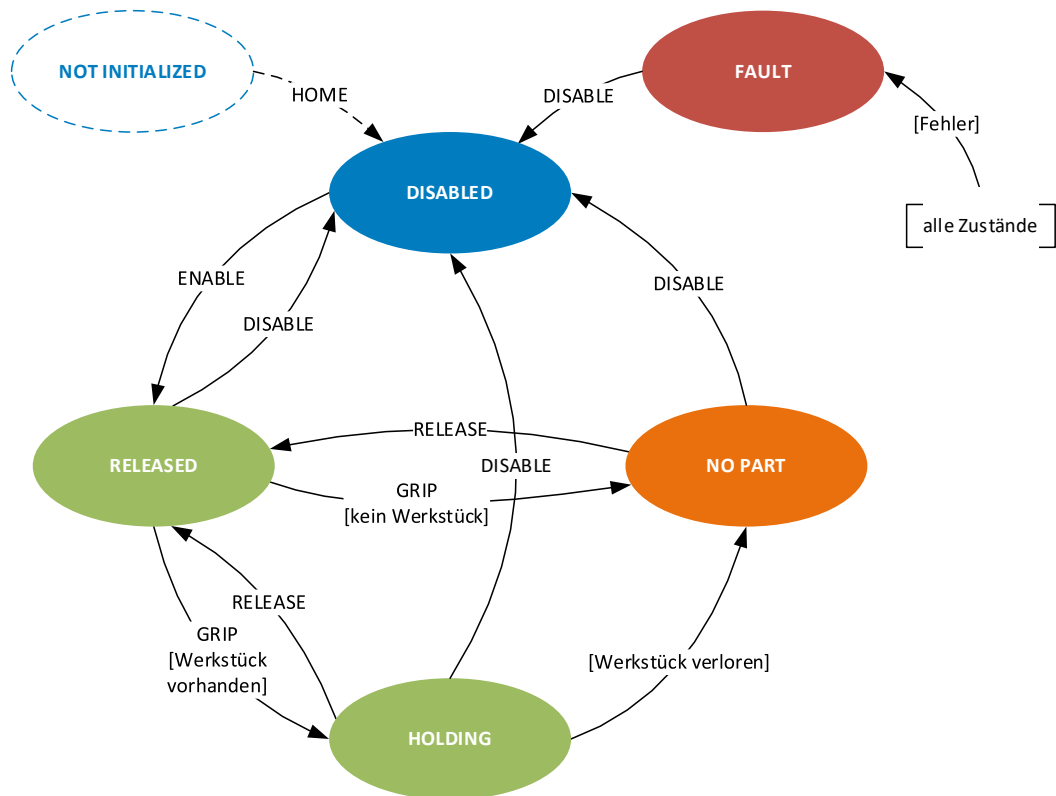 NOT INITIALIZED
FAULT
HOME
DISABLE
[Fehler]
DISABLED
alle Zustände
ENABLE
DISABLE
DISABLE
RELEASE
RELEASED
DISABLE
NO PART
GRIP
[kein Werkstück]
RELEASE
GRIP
[Werkstück
vorhanden]
[Werkstück verloren]
HOLDING